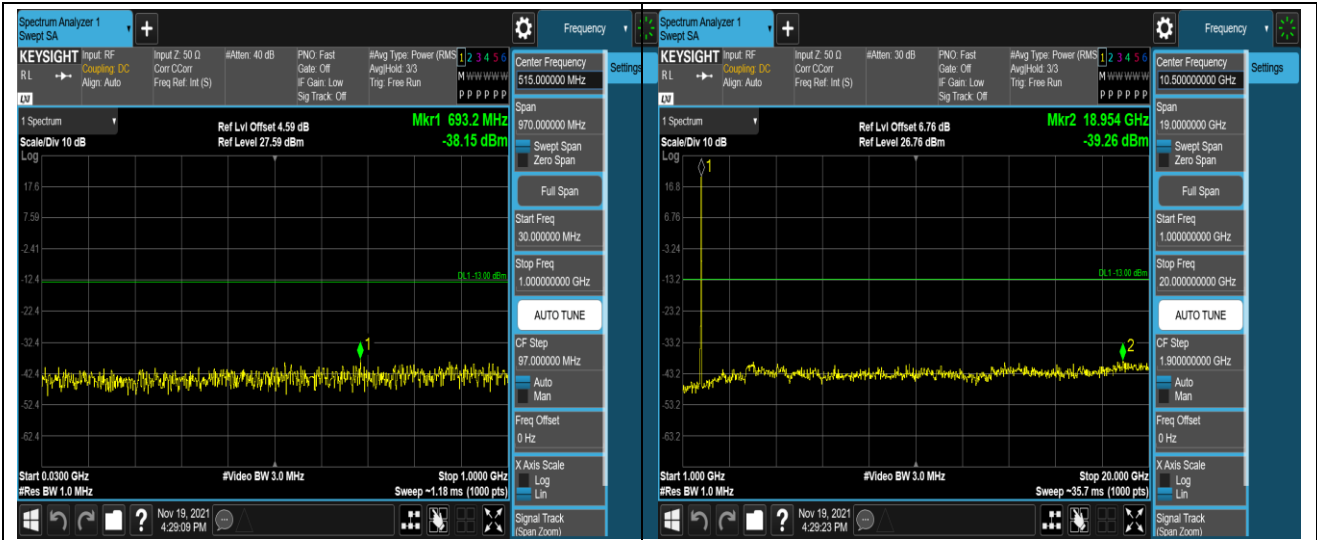 Spectrum Analyzer 1
Swept SA
Frequency
KEYSIGHT
RL
LXI
Input: RF
Coupling: DC
Align: Auto
Input Z: 50 Ω
Corr CCorr
Freq Ref: Int (S)
#Atten: 40 dB
PNO: Fast
Gate: Off
IF Gain: Low
Sig Track: Off
#Avg Type: Power (RMS
Avg|Hold: 3/3
Trig: Free Run
1 2 3 4 5 6
M W W W W W
P P P P P P
1 Spectrum
Scale/Div 10 dB
Log
Ref Lvl Offset 4.59 dB
Ref Level 27.59 dBm
Mkr1 693.2 MHz
-38.15 dBm
17.6
7.59
-2.41
-12.4
-22.4
-32.4
-42.4
-52.4
-62.4
DL1 -13.00 dBm
1
Start 0.0300 GHz
#Res BW 1.0 MHz
#Video BW 3.0 MHz
Stop 1.0000 GHz
Sweep ~1.18 ms (1000 pts)
Nov 19, 2021
4:29:09 PM
Center Frequency
515.000000 MHz
Settings
Span
970.000000 MHz
Swept Span
Zero Span
Full Span
Start Freq
30.000000 MHz
Stop Freq
1.000000000 GHz
AUTO TUNE
CF Step
97.000000 MHz
Auto
Man
Freq Offset
0 Hz
X Axis Scale
Log
Lin
Signal Track
(Span Zoom)
Spectrum Analyzer 1
Swept SA
Frequency
KEYSIGHT
RL
LXI
Input: RF
Coupling: DC
Align: Auto
Input Z: 50 Ω
Corr CCorr
Freq Ref: Int (S)
#Atten: 30 dB
PNO: Fast
Gate: Off
IF Gain: Low
Sig Track: Off
#Avg Type: Power (RMS
Avg|Hold: 3/3
Trig: Free Run
1 2 3 4 5 6
M W W W W W
P P P P P P
1 Spectrum
Scale/Div 10 dB
Log
Ref Lvl Offset 6.76 dB
Ref Level 26.76 dBm
Mkr2 18.954 GHz
-39.26 dBm
1
16.8
6.76
-3.24
-13.2
-23.2
-33.2
-43.2
-53.2
-63.2
DL1 -13.00 dBm
2
Start 1.000 GHz
#Res BW 1.0 MHz
#Video BW 3.0 MHz
Stop 20.000 GHz
Sweep ~35.7 ms (1000 pts)
Nov 19, 2021
4:29:23 PM
Center Frequency
10.500000000 GHz
Settings
Span
19.0000000 GHz
Swept Span
Zero Span
Full Span
Start Freq
1.000000000 GHz
Stop Freq
20.000000000 GHz
AUTO TUNE
CF Step
1.900000000 GHz
Auto
Man
Freq Offset
0 Hz
X Axis Scale
Log
Lin
Signal Track
(Span Zoom)